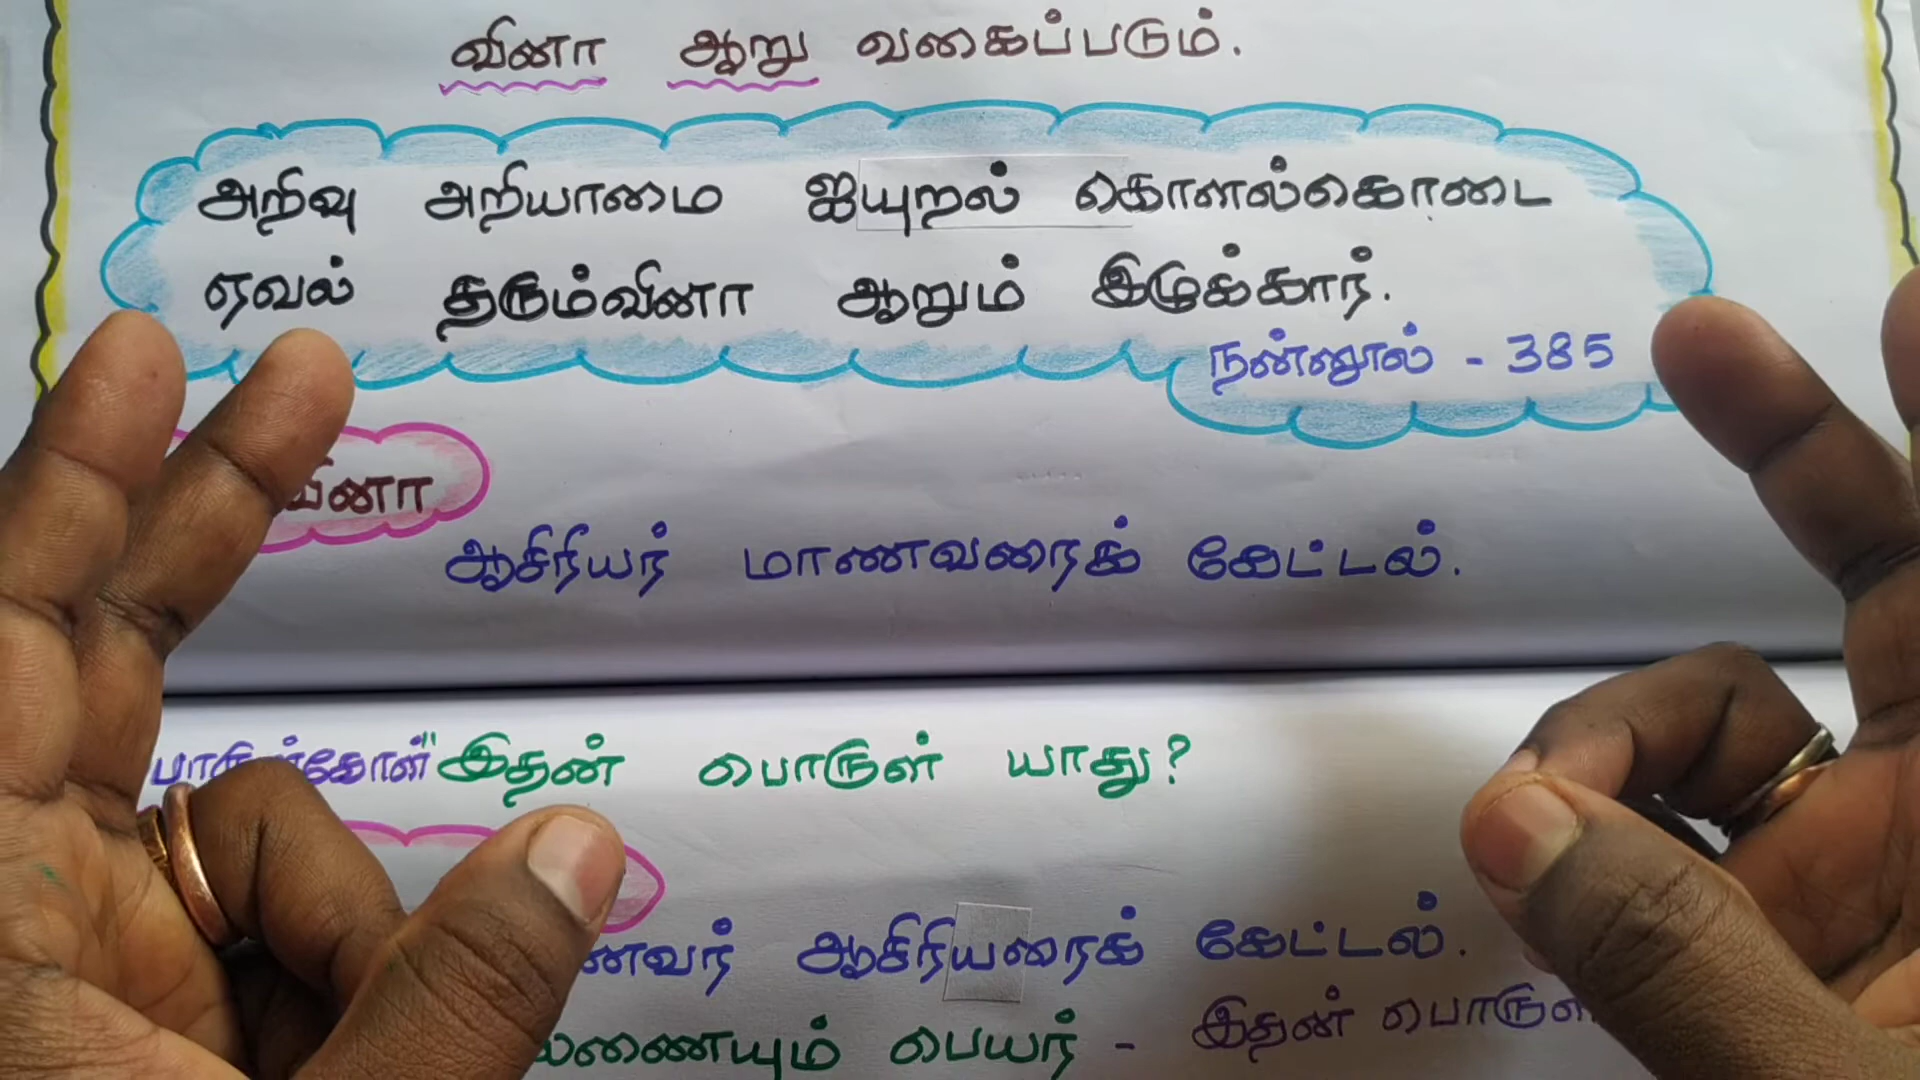 வினா ஆறு வகைப்படும்.
அறிவு அறியாமை ஐயுறல் கொளல்கொடை
ஏவல் தரும்வினா ஆறும் இழுக்கார்.
நன்னூல் - 385
வினா
ஆசிரியர் மாணவரைக் கேட்டல்.
இதன் பொருள் யாது?
ணவர் ஆசிரியரைக் கேட்டல்.
பெயர் - இதன் பொருள்